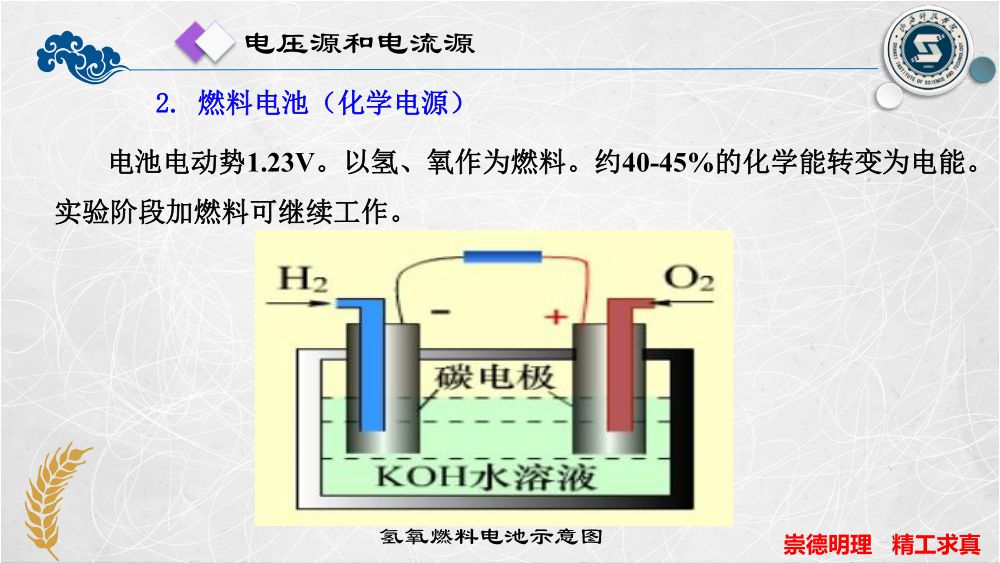 电压源和电流源
2. 燃料电池（化学电源）
电池电动势1.23V。以氢、氧作为燃料。约40-45%的化学能转变为电能。
实验阶段加燃料可继续工作。
H2
O2
-
+
碳电极
KOH水溶液
氢氧燃料电池示意图
崇德明理 精工求真